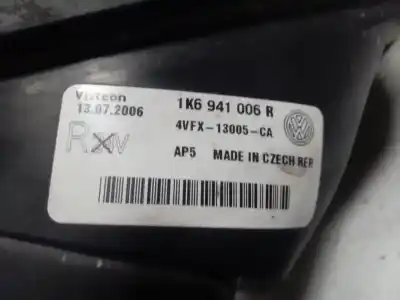 Visteon
13.07.2006
1K6 941 006 R
4VFX-13005-CA
AP5 MADE IN CZECH REP